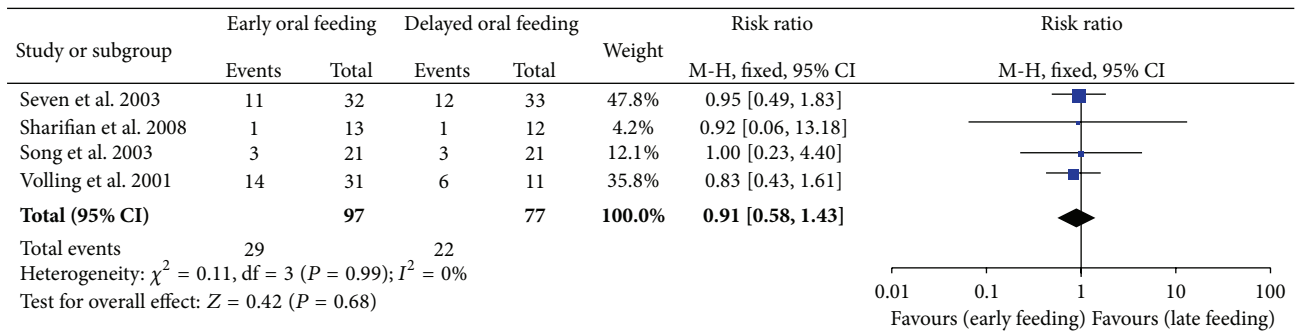 Early oral feeding Delayed oral feeding Risk ratio Risk ratio
Study or subgroup Weight
Events Total Events Total M-H, fixed, 95% CI M-H, fixed, 95% CI
Seven et al. 2003 11 32 12 33 47.8% 0.95 [0.49, 1.83]
Sharifian et al. 2008 1 13 1 12 4.2% 0.92 [0.06, 13.18]
Song et al. 2003 3 21 3 21 12.1% 1.00 [0.23, 4.40]
Volling et al. 2001 14 31 6 11 35.8% 0.83 [0.43, 1.61]
Total (95% CI) 97 77 100.0% 0.91 [0.58, 1.43]
Total events 29 22
Heterogeneity: χ² = 0.11, df = 3 (P = 0.99); I² = 0%
Test for overall effect: Z = 0.42 (P = 0.68)
0.01 0.1 1 10 100
Favours (early feeding) Favours (late feeding)